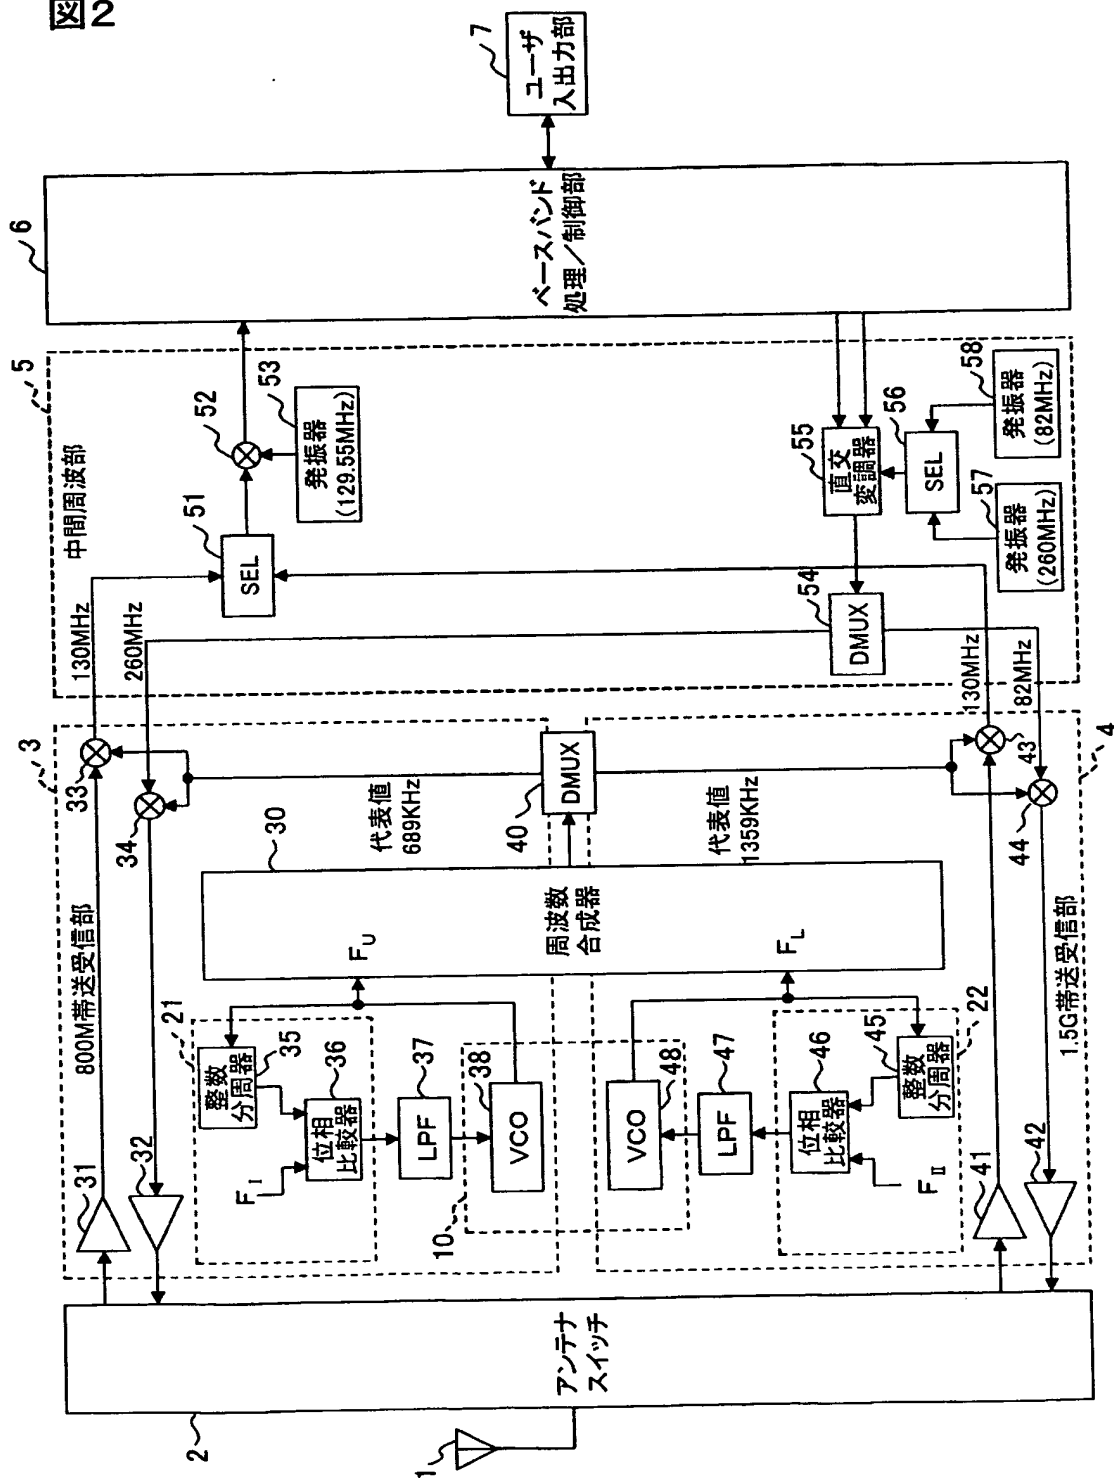 図2
1
2
アンテナ
スイッチ
3
800M帯送受信部
31
32
33
34
21
整数
分周器
35
位相
比較器
36
F I
LPF
37
VCO
38
10
F U
30
周波数
合成器
F L
代表値
689KHz
40
DMUX
代表値
1359KHz
VCO
48
LPF
47
位相
比較器
46
整数
分周器
45
22
F II
41
42
43
44
1.5G帯送受信部
4
5
中間周波部
130MHz
260MHz
SEL
51
52
53
発振器
(129.55MHz)
DMUX
54
直交
変調器
55
SEL
56
発振器
(260MHz)
57
発振器
(82MHz)
58
130MHz
82MHz
6
ベースバンド
処理/制御部
7
ユーザ
入出力部